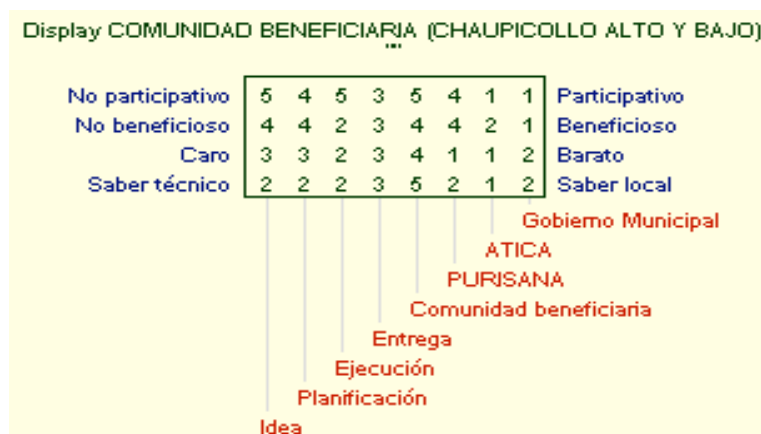 Display COMUNIDAD BENEFICIARIA (CHAUPICOLLO ALTO Y BAJO)
...
No participativo 5 4 5 3 5 4 1 1 Participativo
No beneficioso 4 4 2 3 4 4 2 1 Beneficioso
Caro 3 3 2 3 4 1 1 2 Barato
Saber técnico 2 2 2 3 5 2 1 2 Saber local
Gobierno Municipal
ATICA
PURISANA
Comunidad beneficiaria
Entrega
Ejecución
Planificación
Idea